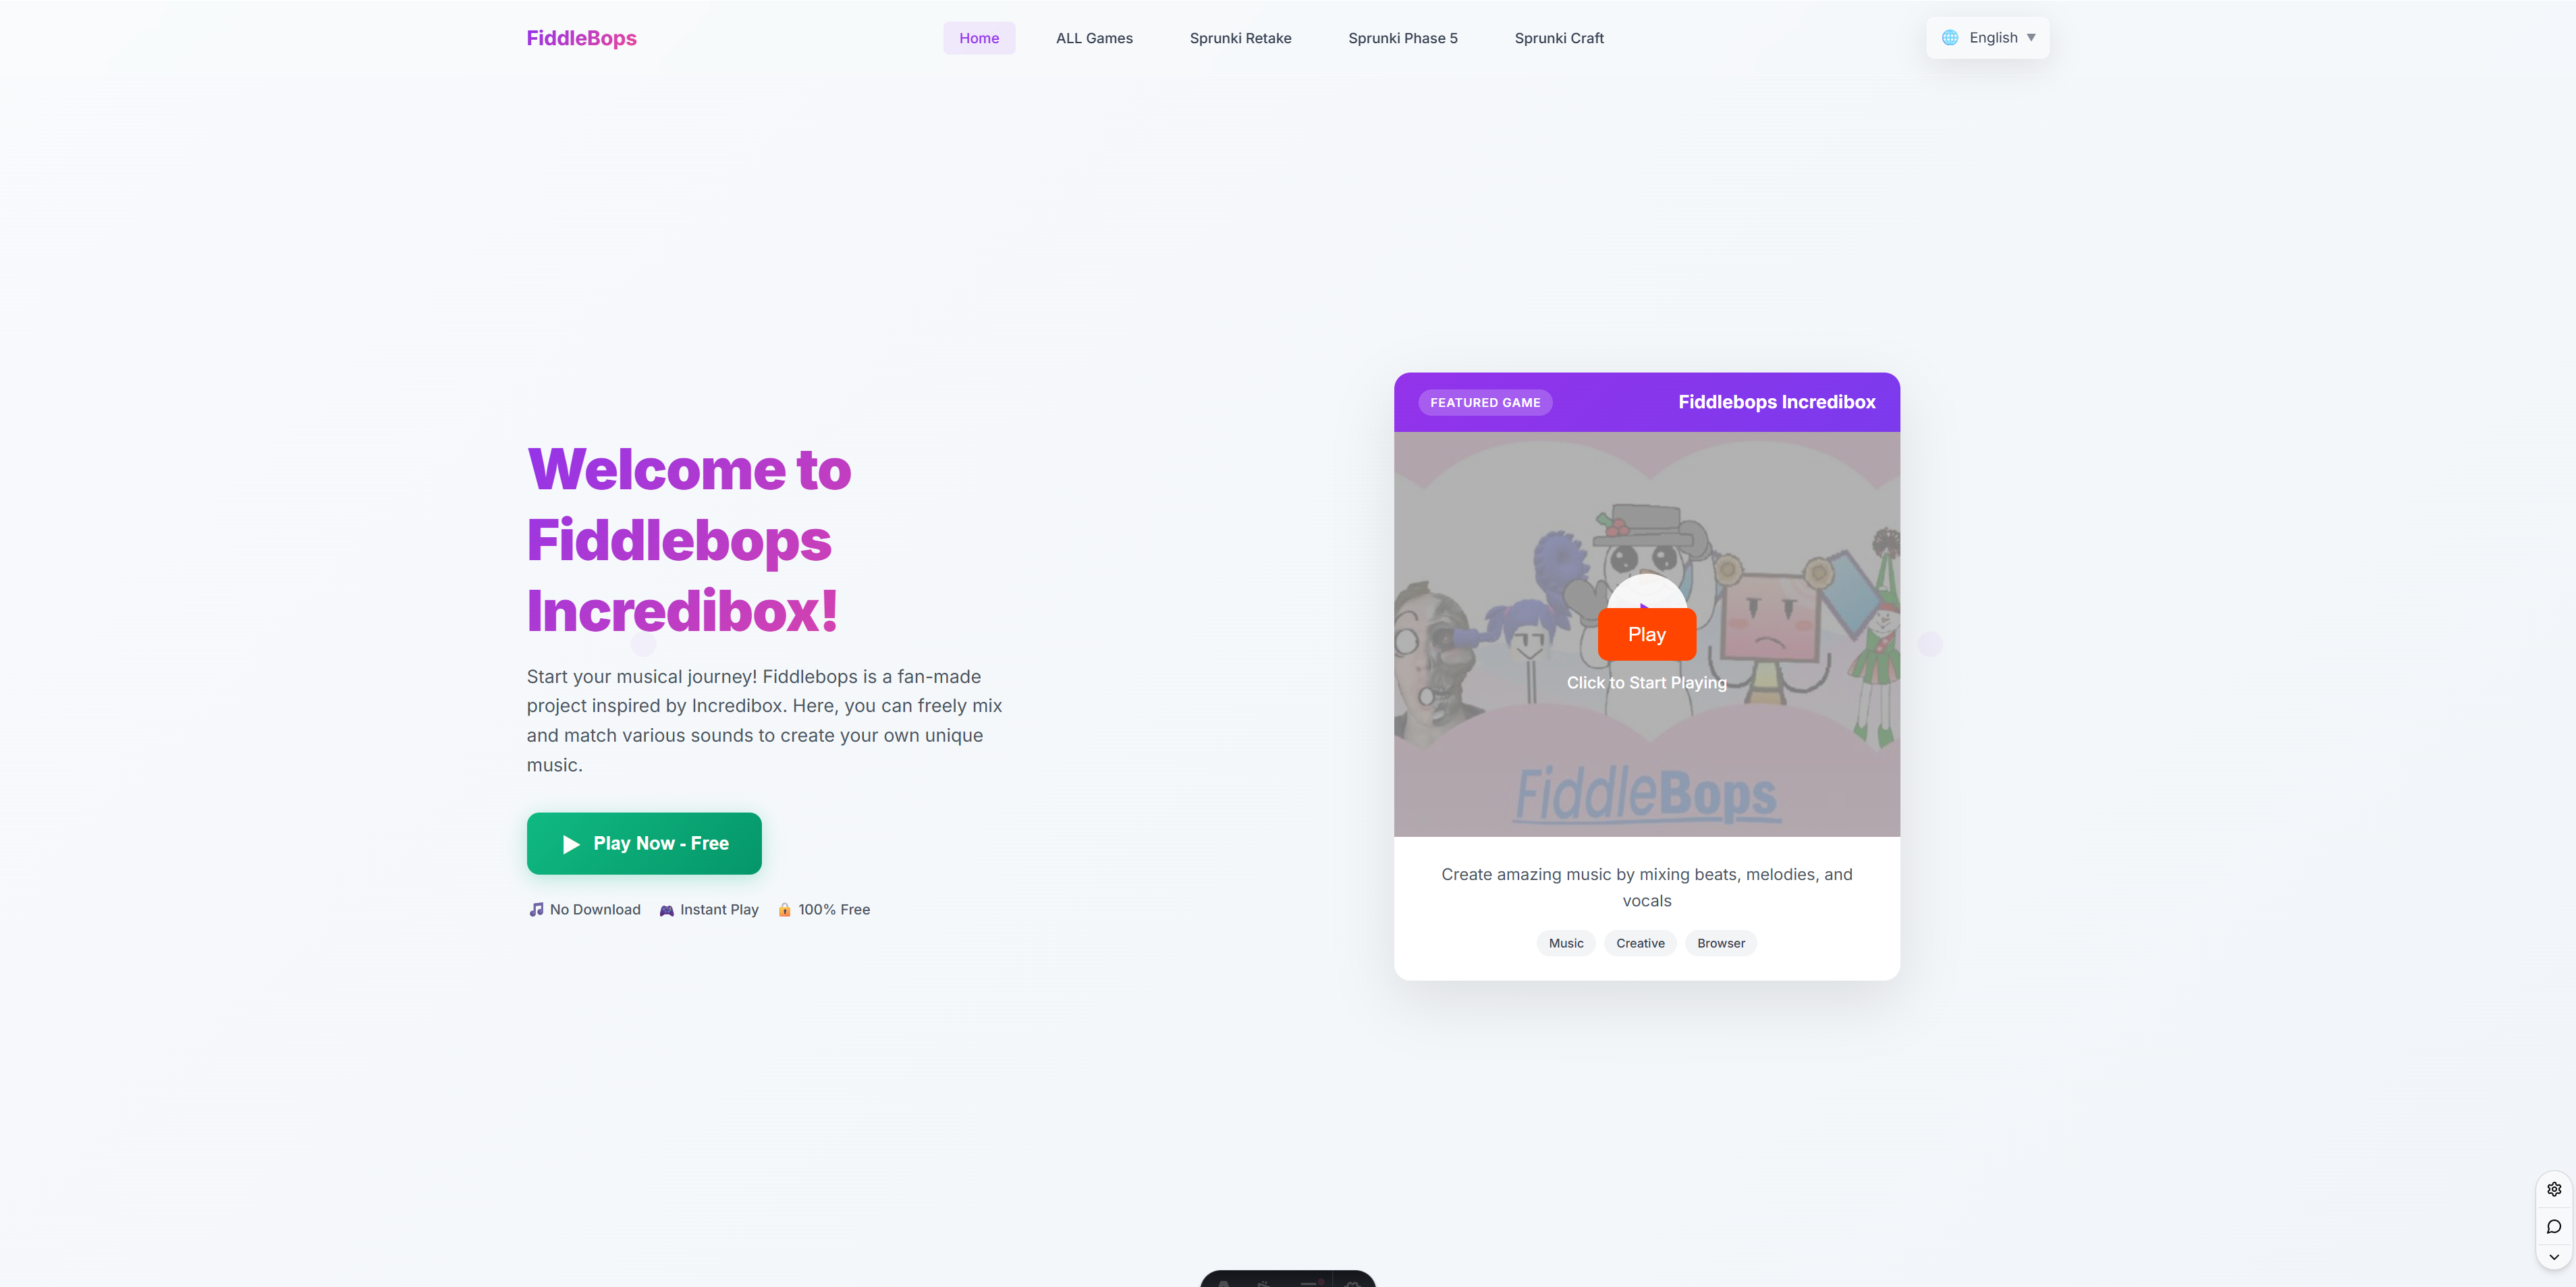 FiddleBops
Home
ALL Games
Sprunki Retake
Sprunki Phase 5
Sprunki Craft
English
Welcome to
Fiddlebops
Incredibox!
Start your musical journey! Fiddlebops is a fan-made
project inspired by Incredibox. Here, you can freely mix
and match various sounds to create your own unique
music.
Play Now - Free
No Download
Instant Play
100% Free
FEATURED GAME
Fiddlebops Incredibox
Play
Click to Start Playing
FiddleBops
Create amazing music by mixing beats, melodies, and
vocals
Music
Creative
Browser